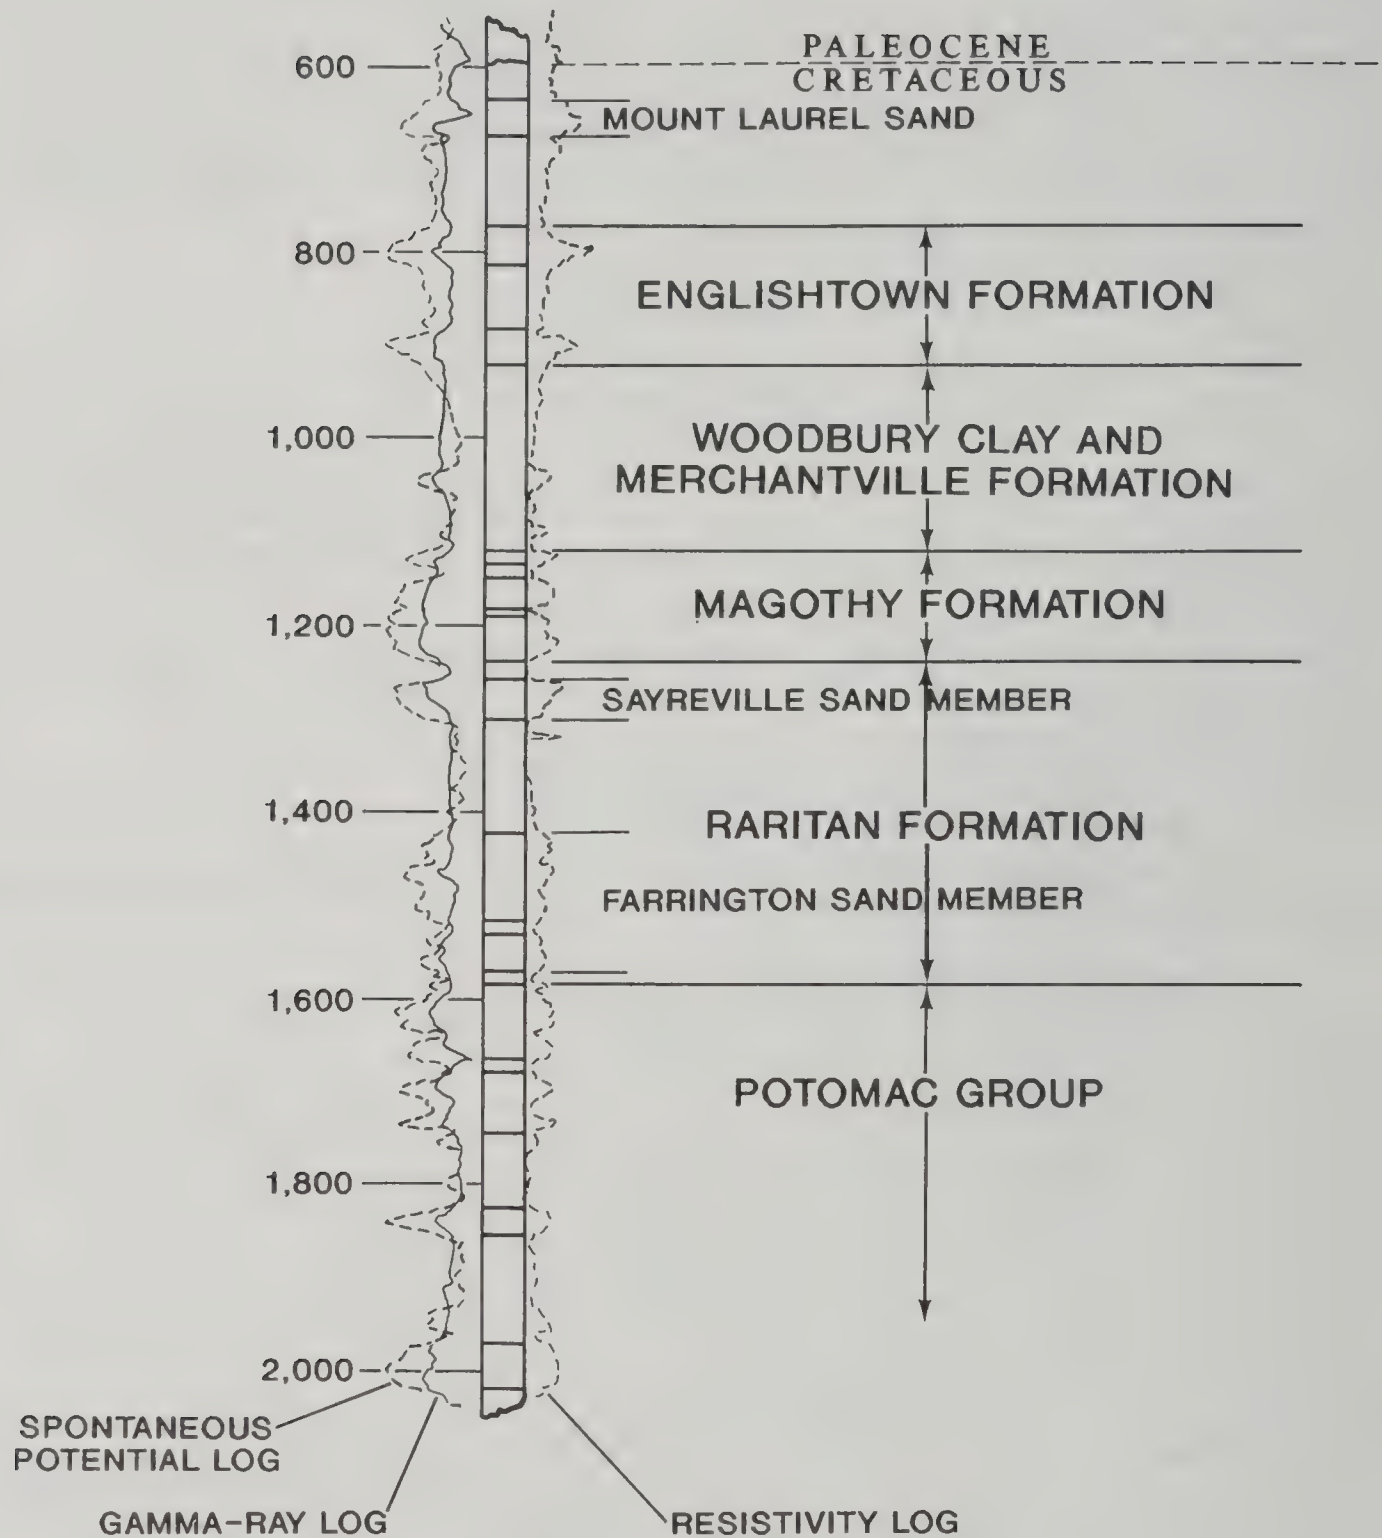 PALEOCENE
600
CRETACEOUS
MOUNT LAUREL SAND
800
ENGLISHTOWN FORMATION
1,000
WOODBURY CLAY AND
MERCHANTVILLE FORMATION
MAGOTHY FORMATION
1,200
SAYREVILLE SAND MEMBER
1,400
RARITAN FORMATION
FARRINGTON SAND MEMBER
1,600
POTOMAC GROUP
1,800
2,000
SPONTANEOUS
POTENTIAL LOG
GAMMA-RAY LOG
RESISTIVITY LOG